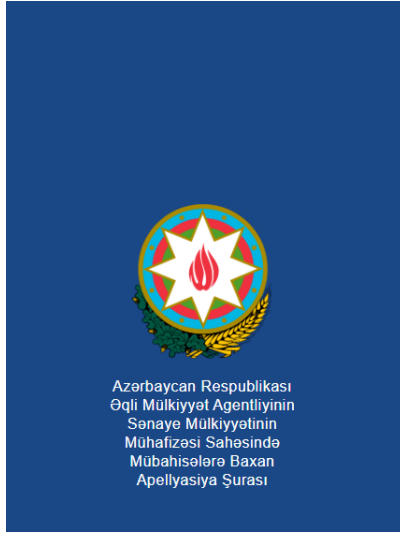 Azərbaycan Respublikası
Əqli Mülkiyyət Agentliyinin
Sənaye Mülkiyyətinin
Mühafizəsi Sahəsində
Mübahisələrə Baxan
Apellyasiya Şurası